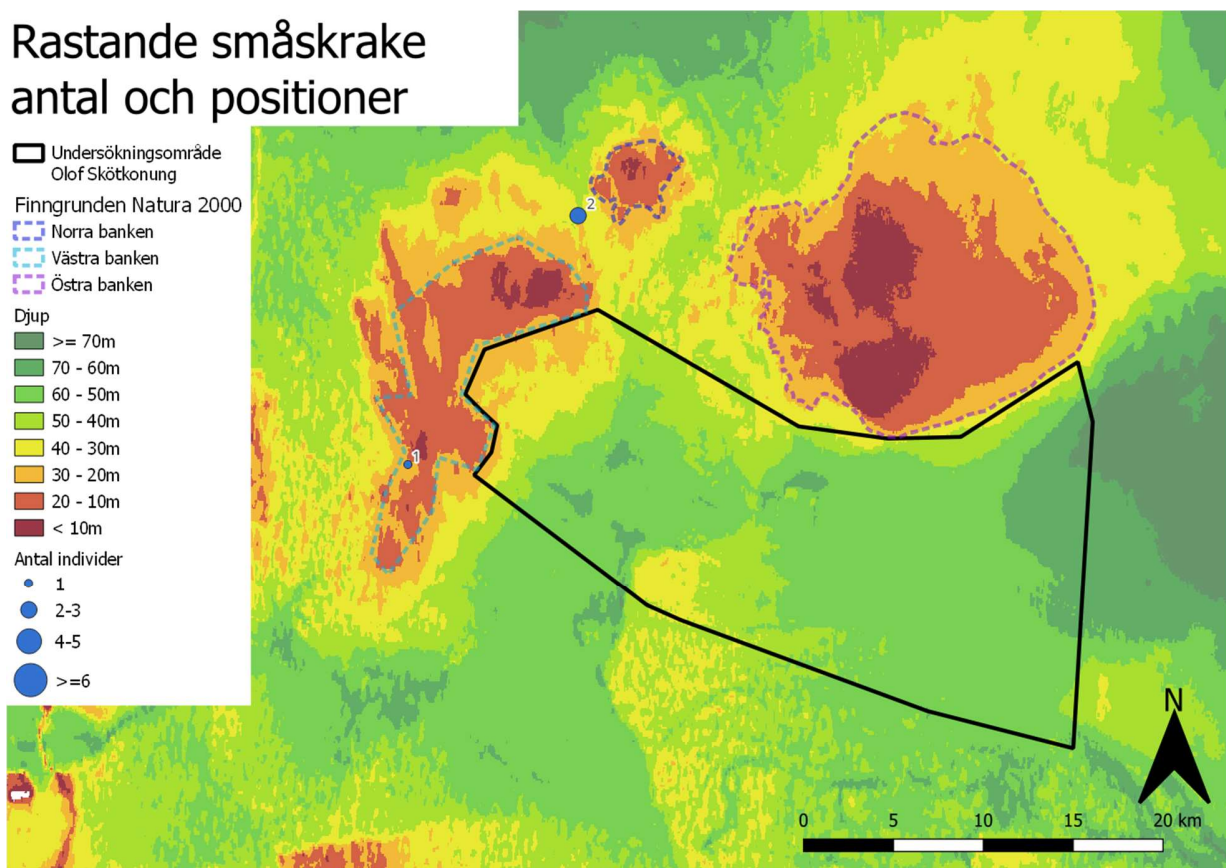 Rastande småskrake
antal och positioner
Undersökningsområde
Olof Skötkonung
Finngrunden Natura 2000
Norra banken
Västra banken
Östra banken
Djup
>= 70m
70 - 60m
60 - 50m
50 - 40m
40 - 30m
30 - 20m
20 - 10m
< 10m
Antal individer
1
2-3
4-5
>=6
2
1
N
0 5 10 15 20 km